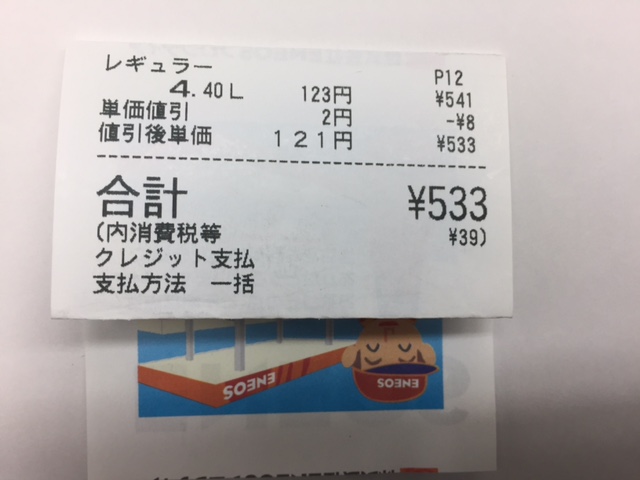 レギュラー P12
4.40L 123円 ¥541
単価値引 2円 -¥8
値引後単価 121円 ¥533
合計 ¥533
(内消費税等 ¥39)
クレジット支払
支払方法 一括
ENEOS
ENEOS